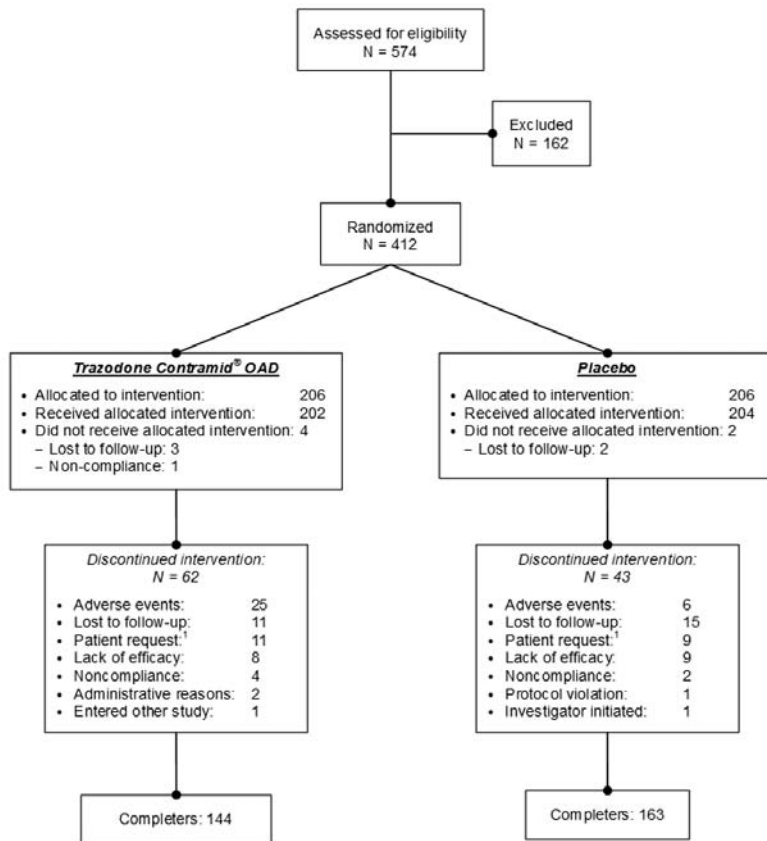 Assessed for eligibility
N = 574
Excluded
N = 162
Randomized
N = 412
Trazodone Contramid® OAD
• Allocated to intervention: 206
• Received allocated intervention: 202
• Did not receive allocated intervention: 4
– Lost to follow-up: 3
– Non-compliance: 1
Placebo
• Allocated to intervention: 206
• Received allocated intervention: 204
• Did not receive allocated intervention: 2
– Lost to follow-up: 2
Discontinued intervention:
N = 62
• Adverse events: 25
• Lost to follow-up: 11
• Patient request:¹ 11
• Lack of efficacy: 8
• Noncompliance: 4
• Administrative reasons: 2
• Entered other study: 1
Discontinued intervention:
N = 43
• Adverse events: 6
• Lost to follow-up: 15
• Patient request:¹ 9
• Lack of efficacy: 9
• Noncompliance: 2
• Protocol violation: 1
• Investigator initiated: 1
Completers: 144
Completers: 163